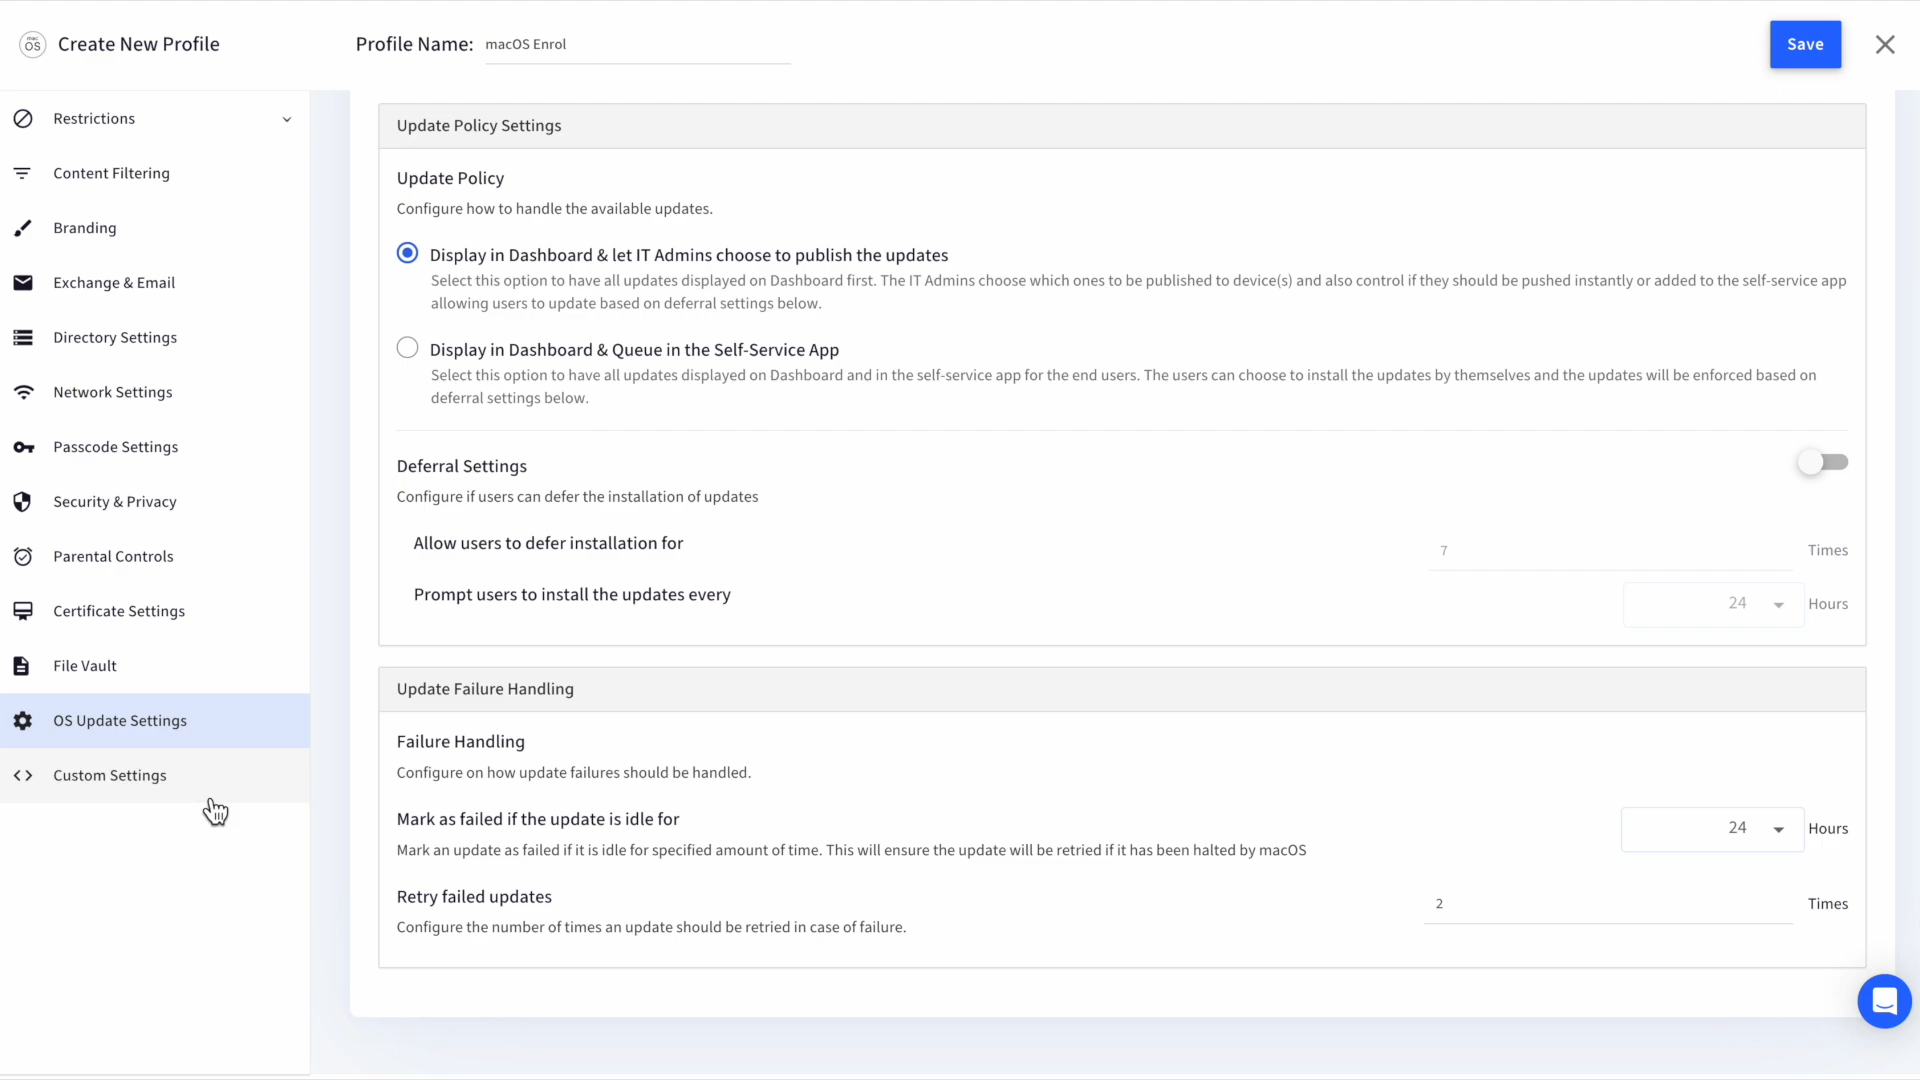 mac
OS
Create New Profile
Profile Name:
macOS Enrol
Save
Restrictions
Content Filtering
Branding
Exchange & Email
Directory Settings
Network Settings
Passcode Settings
Security & Privacy
Parental Controls
Certificate Settings
File Vault
OS Update Settings
Custom Settings
Update Policy Settings
Update Policy
Configure how to handle the available updates.
Display in Dashboard & let IT Admins choose to publish the updates
Select this option to have all updates displayed on Dashboard first. The IT Admins choose which ones to be published to device(s) and also control if they should be pushed instantly or added to the self-service app
allowing users to update based on deferral settings below.
Display in Dashboard & Queue in the Self-Service App
Select this option to have all updates displayed on Dashboard and in the self-service app for the end users. The users can choose to install the updates by themselves and the updates will be enforced based on
deferral settings below.
Deferral Settings
Configure if users can defer the installation of updates
Allow users to defer installation for
7
Times
Prompt users to install the updates every
24
Hours
Update Failure Handling
Failure Handling
Configure on how update failures should be handled.
Mark as failed if the update is idle for
24
Hours
Mark an update as failed if it is idle for specified amount of time. This will ensure the update will be retried if it has been halted by macOS
Retry failed updates
2
Times
Configure the number of times an update should be retried in case of failure.